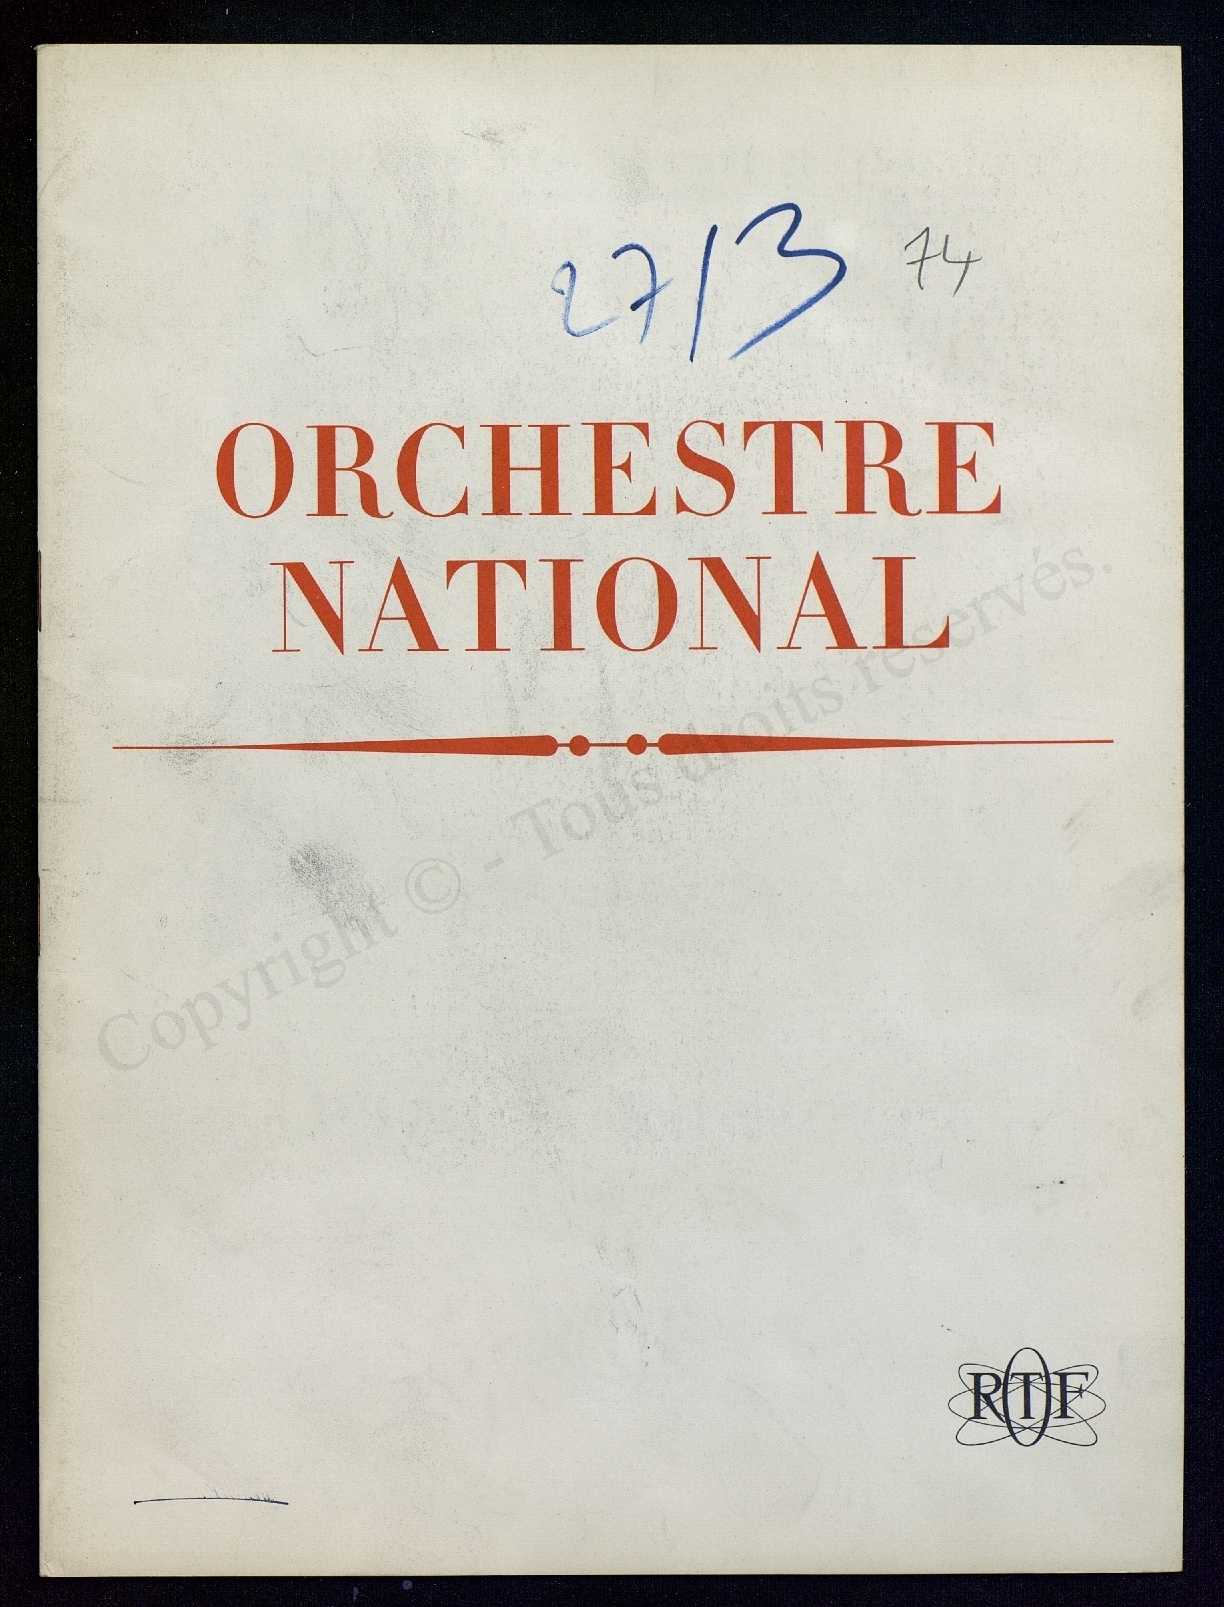 27/3 74
ORCHESTRE
NATIONAL
Copyright © - Tous droits réservés.
RTF